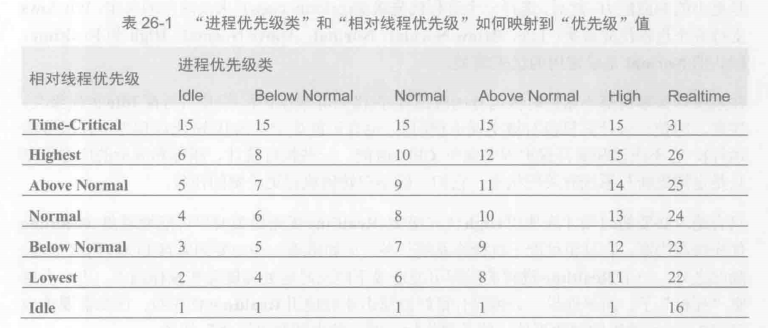 表 26-1 “进程优先级类”和“相对线程优先级”如何映射到“优先级”值
相对线程优先级 进程优先级类
Idle Below Normal Normal Above Normal High Realtime
Time-Critical 15 15 15 15 15 31
Highest 6 8 10 12 15 26
Above Normal 5 7 9 11 14 25
Normal 4 6 8 10 13 24
Below Normal 3 5 7 9 12 23
Lowest 2 4 6 8 11 22
Idle 1 1 1 1 1 16